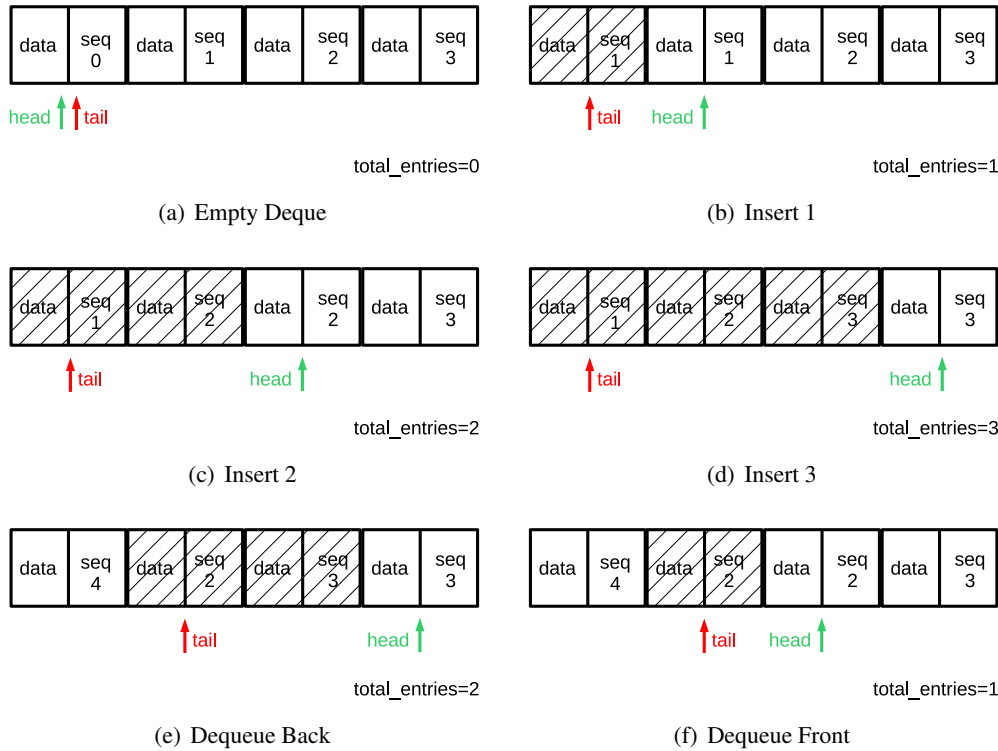 data seq 0 data seq 1 data seq 2 data seq 3
head tail
total_entries=0
(a) Empty Deque
data seq 1 data seq 1 data seq 2 data seq 3
tail head
total_entries=1
(b) Insert 1
data seq 1 data seq 2 data seq 2 data seq 3
tail head
total_entries=2
(c) Insert 2
data seq 1 data seq 2 data seq 3 data seq 3
tail head
total_entries=3
(d) Insert 3
data seq 4 data seq 2 data seq 3 data seq 3
tail head
total_entries=2
(e) Dequeue Back
data seq 4 data seq 2 data seq 2 data seq 3
tail head
total_entries=1
(f) Dequeue Front